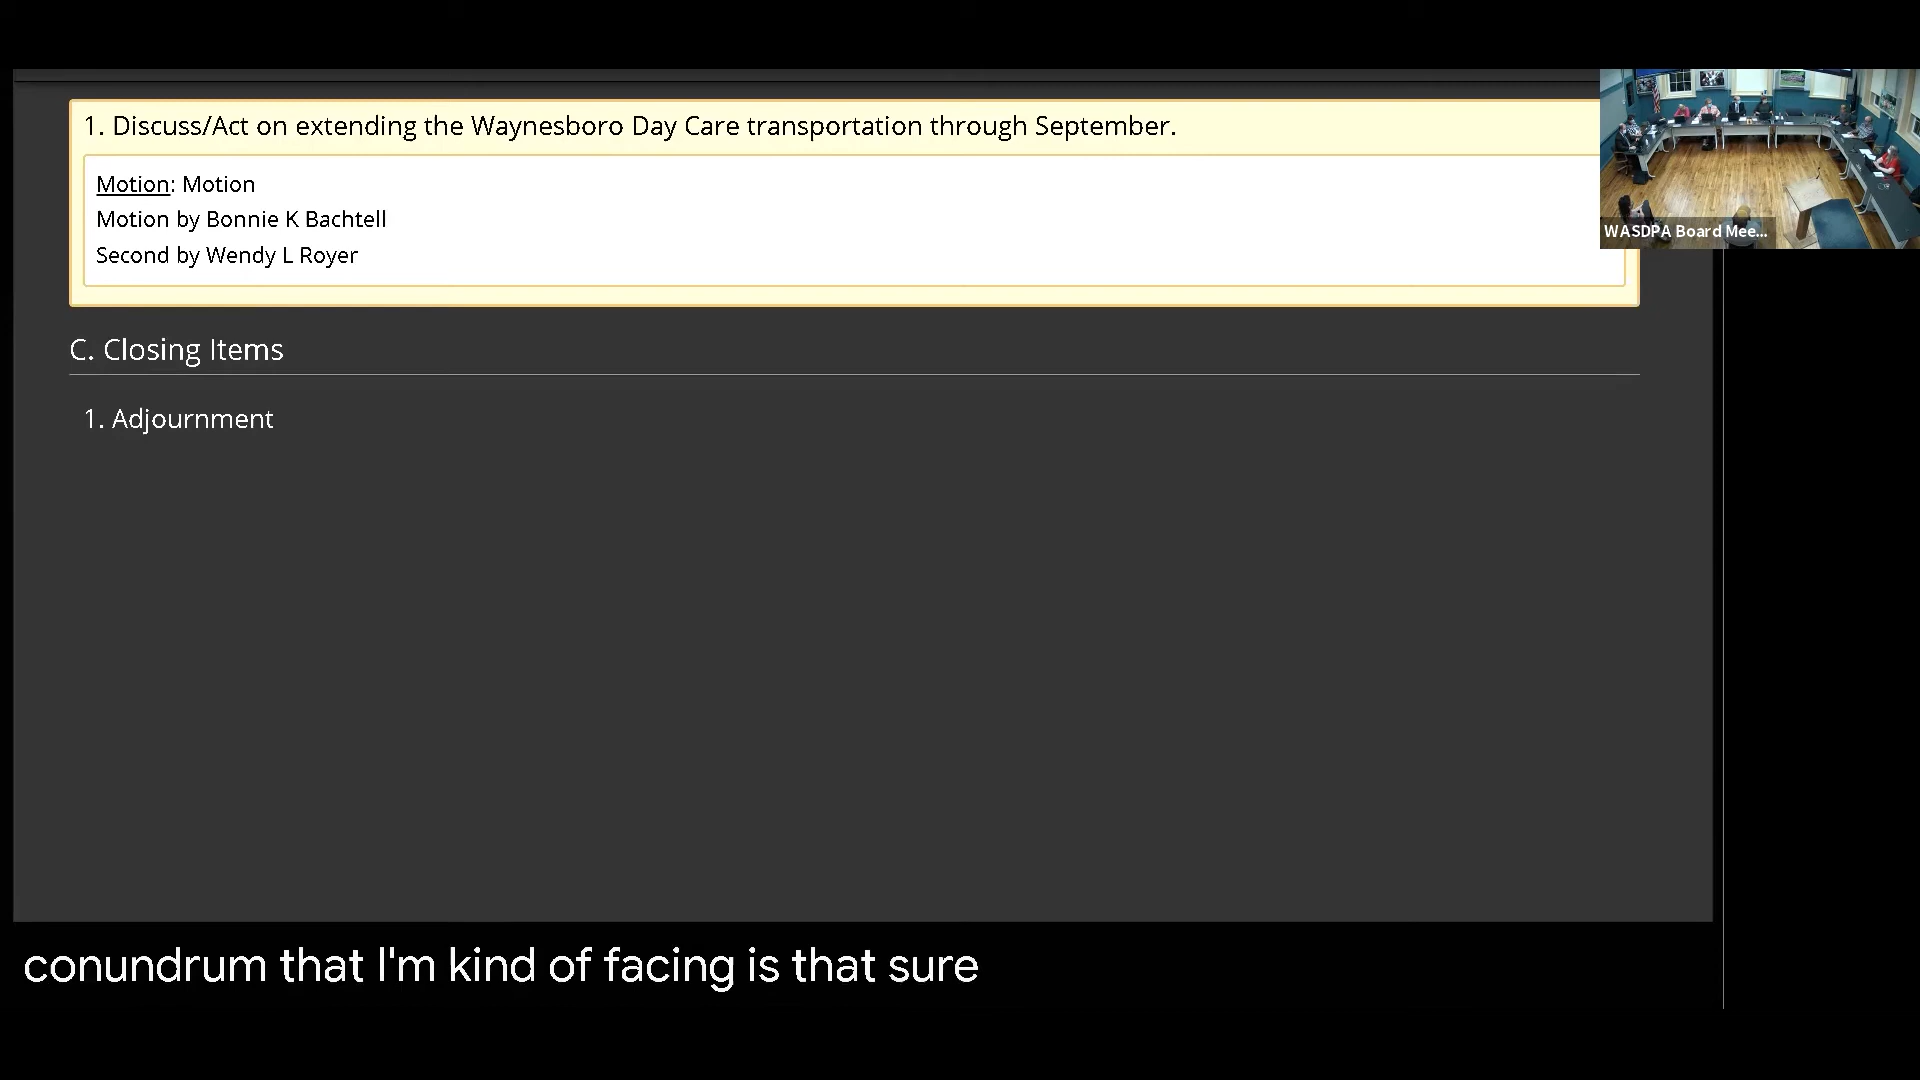 1. Discuss/Act on extending the Waynesboro Day Care transportation through September.
Motion: Motion
Motion by Bonnie K Bachtell
Second by Wendy L Royer
WASDPA Board Mee...
C. Closing Items
1. Adjournment
conundrum that I'm kind of facing is that sure